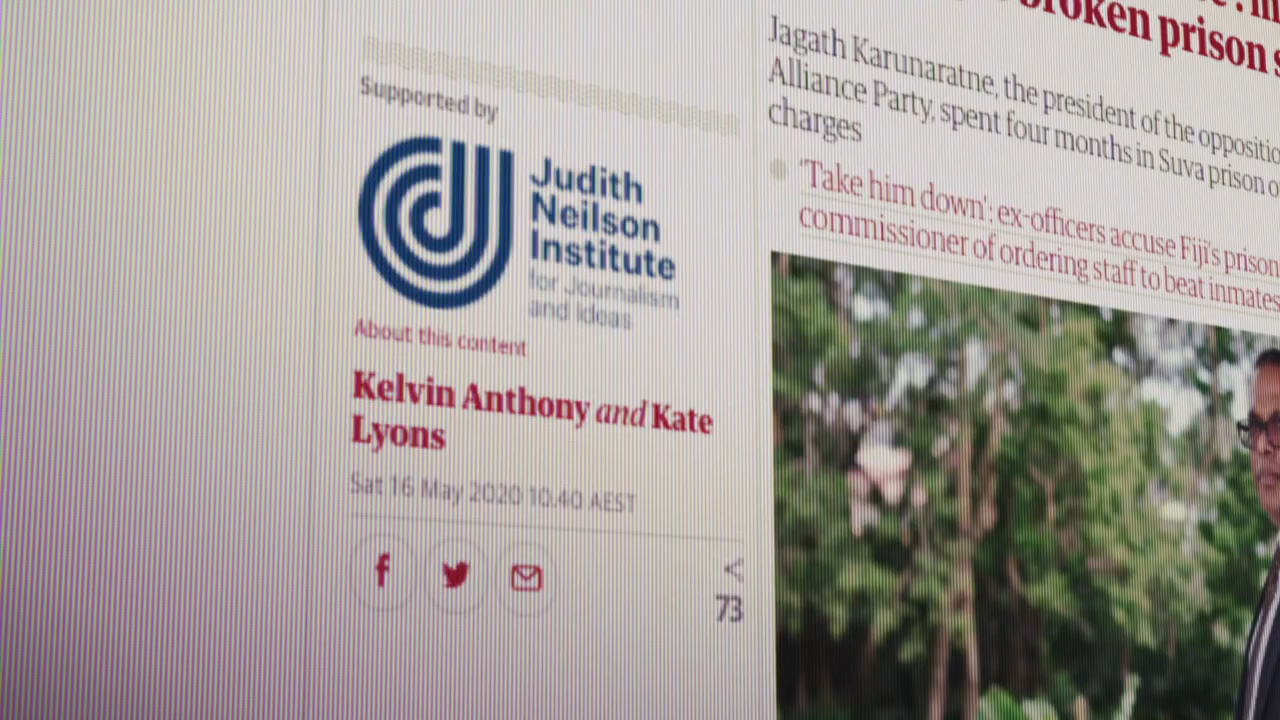 broken prison
Jagath Karunaratne, the president of the
Alliance Party, spent four months in Suva prison
charges
'Take him down': ex-officers accuse Fiji's prison
commissioner of ordering staff to beat inmates
Supported by
Judith
Neilson
Institute
for Journalism
and Ideas
About this content
Kelvin Anthony and Kate
Lyons
Sat 16 May 2020 10.40 AEST
73